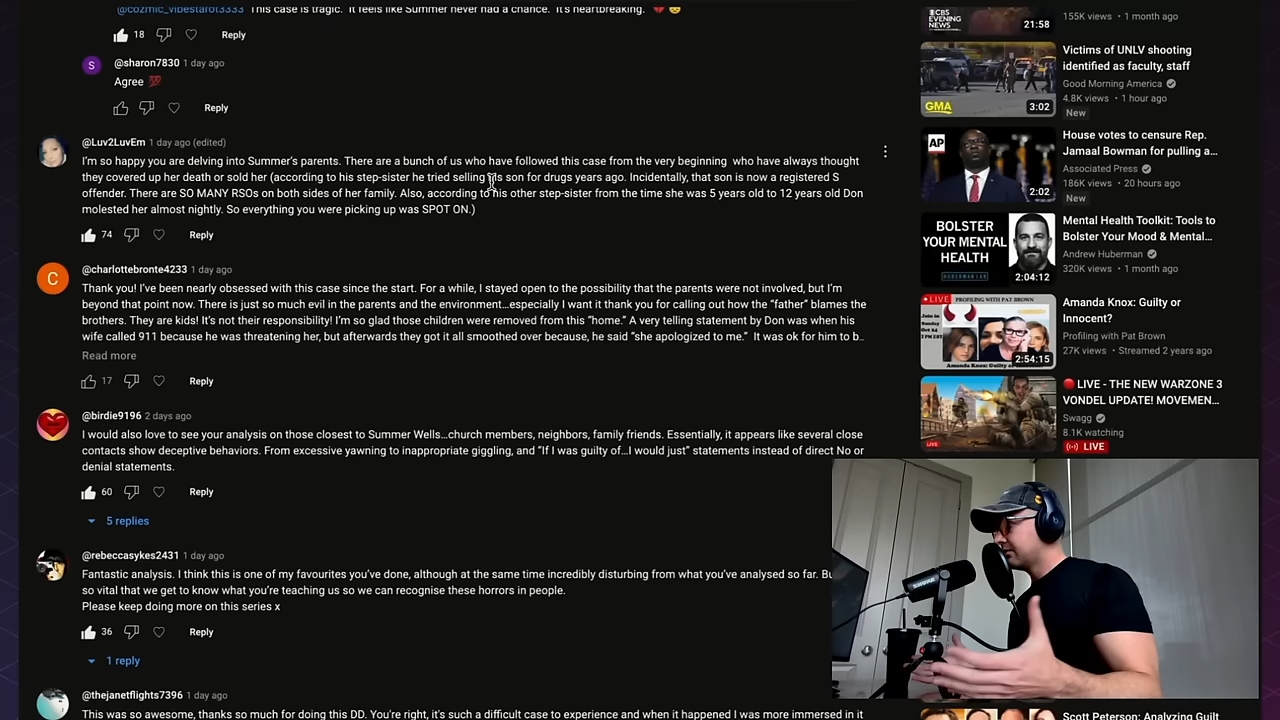 @cozmic_vibestarot3333 This case is tragic. It feels like Summer never had a chance. It's heartbreaking. 💔 😢
18 Reply
S @sharon7830 1 day ago
Agree 💯
Reply
@Luv2LuvEm 1 day ago (edited)
I'm so happy you are delving into Summer's parents. There are a bunch of us who have followed this case from the very beginning who have always thought
they covered up her death or sold her (according to his step-sister he tried selling his son for drugs years ago. Incidentally, that son is now a registered S
offender. There are SO MANY RSOs on both sides of her family. Also, according to his other step-sister from the time she was 5 years old to 12 years old Don
molested her almost nightly. So everything you were picking up was SPOT ON.)
74 Reply
C @charlottebronte4233 1 day ago
Thank you! I've been nearly obsessed with this case since the start. For a while, I stayed open to the possibility that the parents were not involved, but I'm
beyond that point now. There is just so much evil in the parents and the environment…especially I want it thank you for calling out how the "father" blames the
brothers. They are kids! It's not their responsibility I'm so glad those children were removed from this "home." A very telling statement by Don was when his
wife called 911 because he was threatening her, but afterwards they got it all smoothed over because, he said "she apologized to me." It was ok for him to b…
Read more
17 Reply
@birdie9196 2 days ago
I would also love to see your analysis on those closest to Summer Wells…church members, neighbors, family friends. Essentially, it appears like several close
contacts show deceptive behaviors. From excessive yawning to inappropriate giggling, and "If I was guilty of…I would just" statements instead of direct No or
denial statements.
60 Reply
5 replies
@rebeccasykes2431 1 day ago
Fantastic analysis. I think this is one of my favourites you've done, although at the same time incredibly disturbing from what you've analysed so far.
so vital that we get to know what you're teaching us so we can recognise these horrors in people.
Please keep doing more on this series x
36 Reply
1 reply
@thejanetflights7396 1 day ago
This was so awesome, thanks so much for doing this DD. You're right, it's such a difficult case to experience and when it happened I was more immersed in it
CBS
EVENING
NEWS
21:58
155K views • 1 month ago
Victims of UNLV shooting
identified as faculty, staff
Good Morning America
4.8K views • 1 hour ago
New
GMA
3:02
House votes to censure Rep.
Jamaal Bowman for pulling a...
Associated Press
186K views • 20 hours ago
New
AP
2:02
Mental Health Toolkit: Tools to
Bolster Your Mood & Mental...
Andrew Huberman
320K views • 1 month ago
BOLSTER
YOUR MENTAL
HEALTH
HUBERMAN LAB
2:04:12
Amanda Knox: Guilty or
Innocent?
Profiling with Pat Brown
27K views • Streamed 2 years ago
LIVE
PROFILING WITH PAT BROWN
Join us
Sunday
Oct 24
Amanda Knox: Guilty or
2:54:15
🔴 LIVE - THE NEW WARZONE 3
VONDEL UPDATE! MOVEMEN...
Swagg
8.1K watching
LIVE
LIVE
SHURE
Scott Peterson: Analyzing Guilt